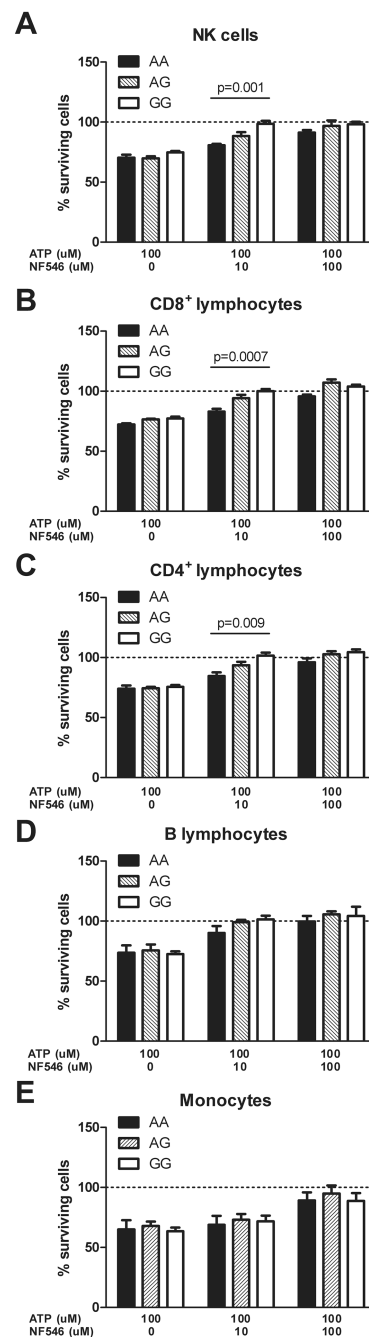 A
NK cells
AA
AG
GG
p=0.001
150
100
50
0
% surviving cells
ATP (uM) 100 100 100
NF546 (uM) 0 10 100
B
CD8+ lymphocytes
AA
AG
GG
p=0.0007
150
100
50
0
% surviving cells
ATP (uM) 100 100 100
NF546 (uM) 0 10 100
C
CD4+ lymphocytes
AA
AG
GG
p=0.009
150
100
50
0
% surviving cells
ATP (uM) 100 100 100
NF546 (uM) 0 10 100
D
B lymphocytes
AA
AG
GG
150
100
50
0
% surviving cells
ATP (uM) 100 100 100
NF546 (uM) 0 10 100
E
Monocytes
AA
AG
GG
150
100
50
0
% surviving cells
ATP (uM) 100 100 100
NF546 (uM) 0 10 100